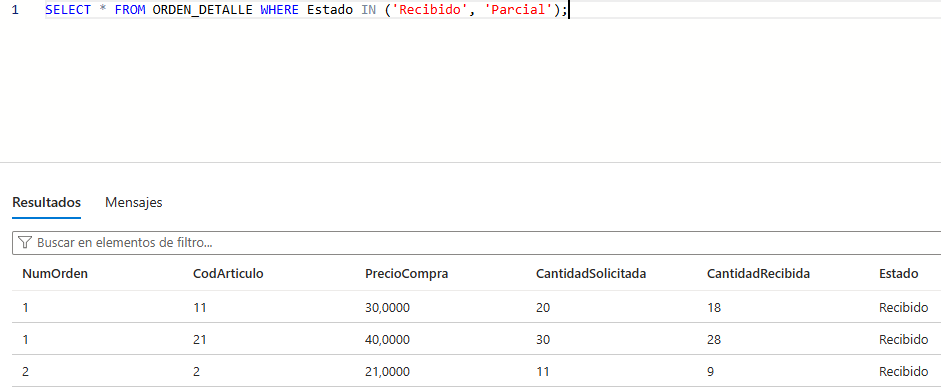 1 SELECT * FROM ORDEN_DETALLE WHERE Estado IN ('Recibido', 'Parcial');
Resultados Mensajes
Buscar en elementos de filtro...
NumOrden CodArticulo PrecioCompra CantidadSolicitada CantidadRecibida Estado
1 11 30,0000 20 18 Recibido
1 21 40,0000 30 28 Recibido
2 2 21,0000 11 9 Recibido